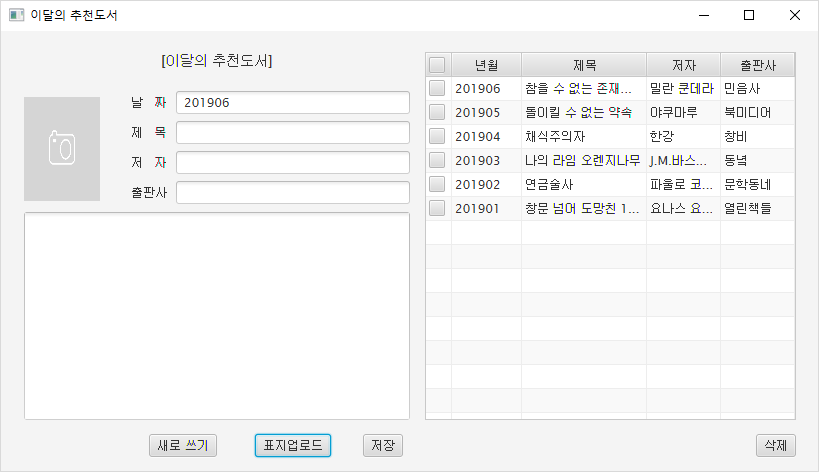 이달의 추천도서
[이달의 추천도서]
날 짜 201906
제 목
저 자
출판사
새로 쓰기 표지업로드 저장
년월 제목 저자 출판사
201906 참을 수 없는 존재... 밀란 쿤데라 민음사
201905 돌이킬 수 없는 약속 야쿠마루 북미디어
201904 채식주의자 한강 창비
201903 나의 라임 오렌지나무 J.M.바스... 동녘
201902 연금술사 파울로 코... 문학동네
201901 창문 넘어 도망친 1... 요나스 요... 열린책들
삭제